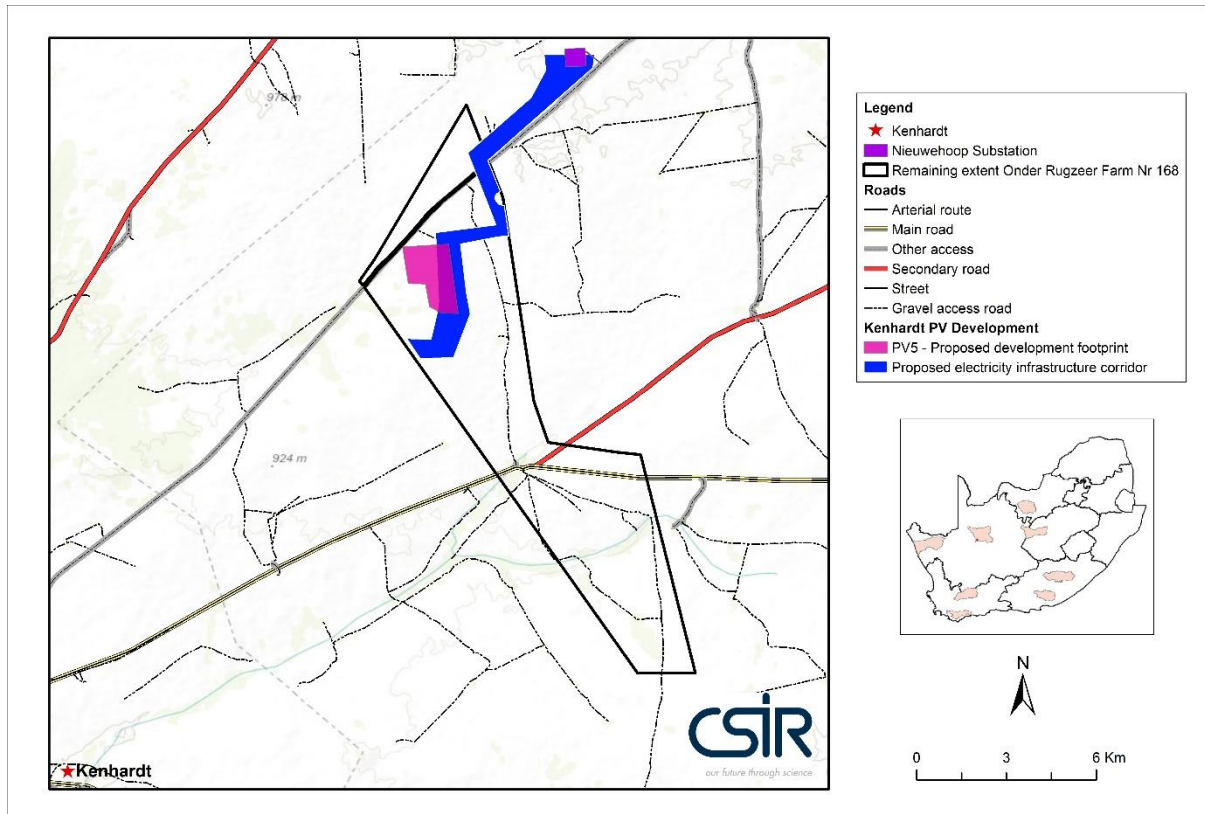 978 m
924 m
Kenhardt
CSIR
our future through science
Legend
Kenhardt
Nieuwehoop Substation
Remaining extent Onder Rugzeer Farm Nr 168
Roads
Arterial route
Main road
Other access
Secondary road
Street
Gravel access road
Kenhardt PV Development
PV5 - Proposed development footprint
Proposed electricity infrastructure corridor
N
0 3 6 Km